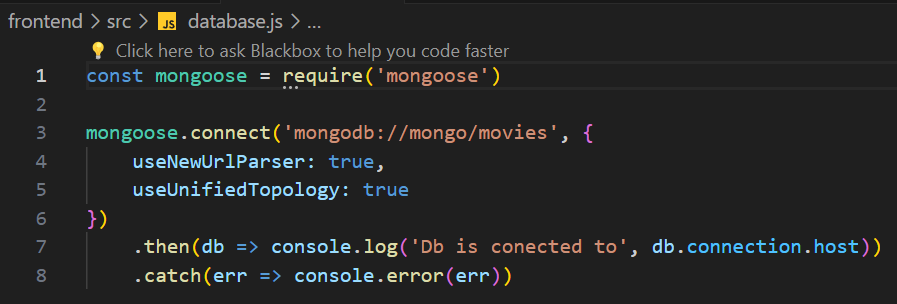 frontend > src > JS database.js > ...
Click here to ask Blackbox to help you code faster
1 const mongoose = require('mongoose')
2
3 mongoose.connect('mongodb://mongo/movies', {
4     useNewUrlParser: true,
5     useUnifiedTopology: true
6 })
7     .then(db => console.log('Db is conected to', db.connection.host))
8     .catch(err => console.error(err))